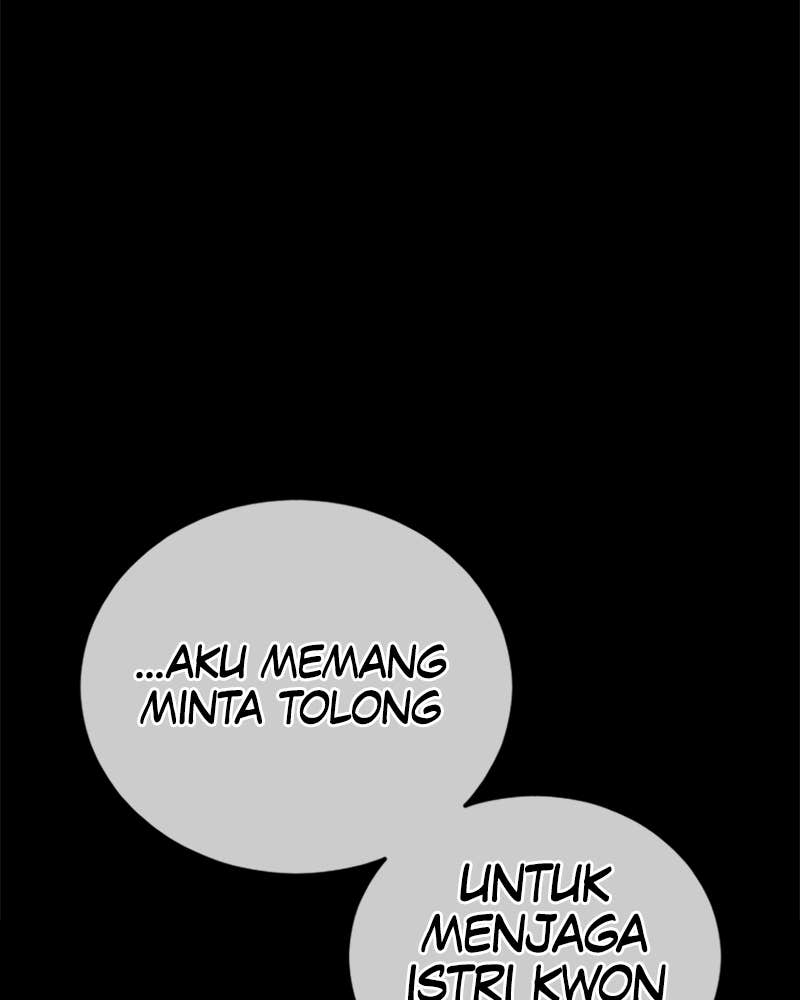 ...AKU MEMANG
MINTA TOLONG
UNTUK
MENJAGA
ISTRI KWON